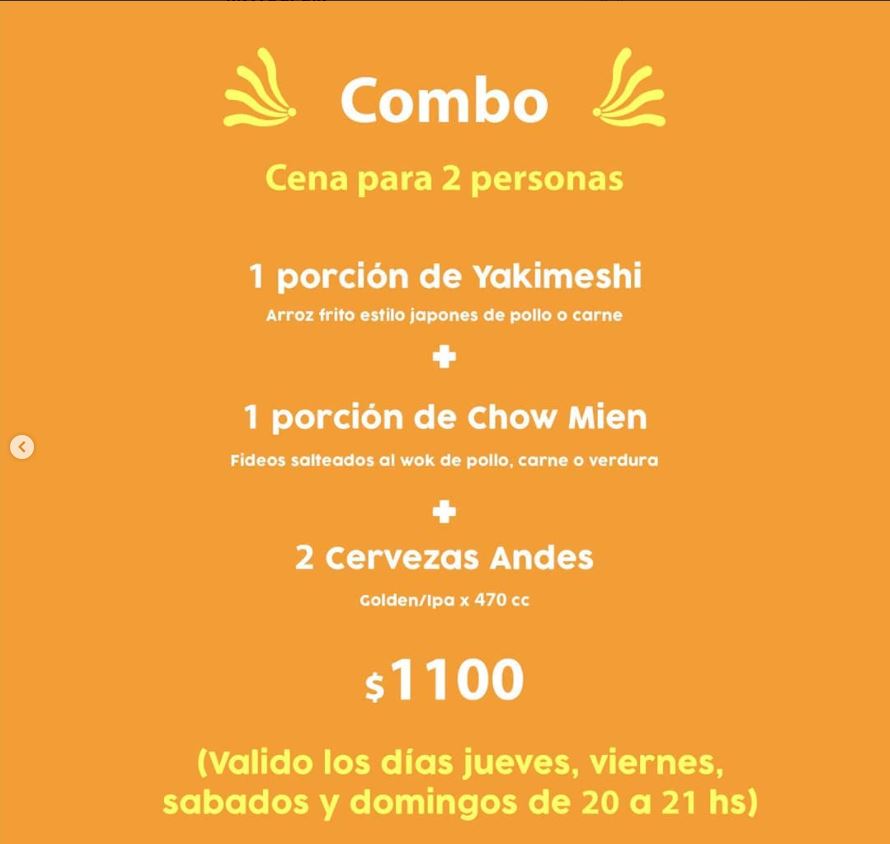 Combo
Cena para 2 personas
1 porción de Yakimeshi
Arroz frito estilo japones de pollo o carne
+
1 porción de Chow Mien
Fideos salteados al wok de pollo, carne o verdura
+
2 Cervezas Andes
Golden/Ipa x 470 cc
$1100
(Valido los días jueves, viernes,
sabados y domingos de 20 a 21 hs)